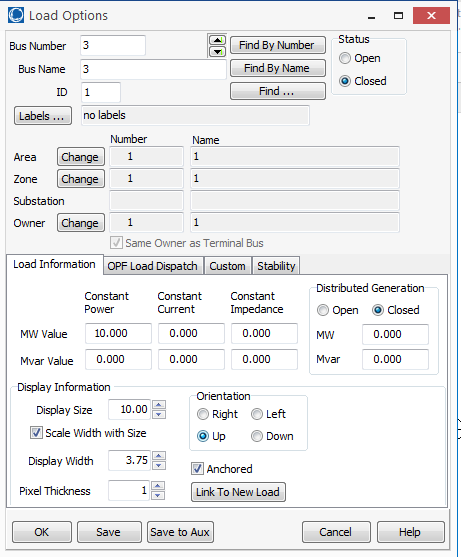 Load Options
Status
Bus Number 3 Find By Number Open
Bus Name 3 Find By Name Closed
ID 1 Find ...
Labels ... no labels
Number Name
Area Change 1 1
Zone Change 1 1
Substation
Owner Change 1 1
Same Owner as Terminal Bus
Load Information OPF Load Dispatch Custom Stability
Distributed Generation
Constant Power Constant Current Constant Impedance Open Closed
MW Value 10.000 0.000 0.000 MW 0.000
Mvar Value 0.000 0.000 0.000 Mvar 0.000
Display Information
Orientation
Display Size 10.00 Right Left
Scale Width with Size Up Down
Display Width 3.75 Anchored
Pixel Thickness 1 Link To New Load
OK Save Save to Aux Cancel Help